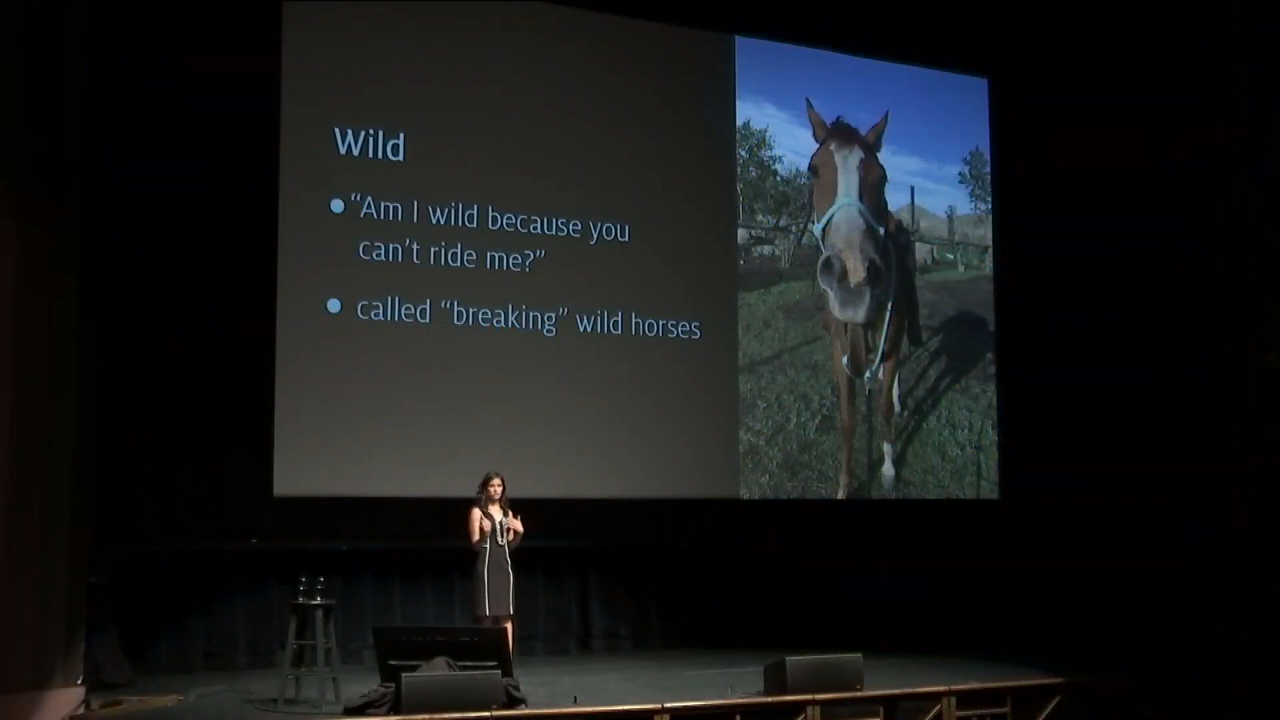 Wild
● “Am I wild because you
can’t ride me?”
● called “breaking” wild horses